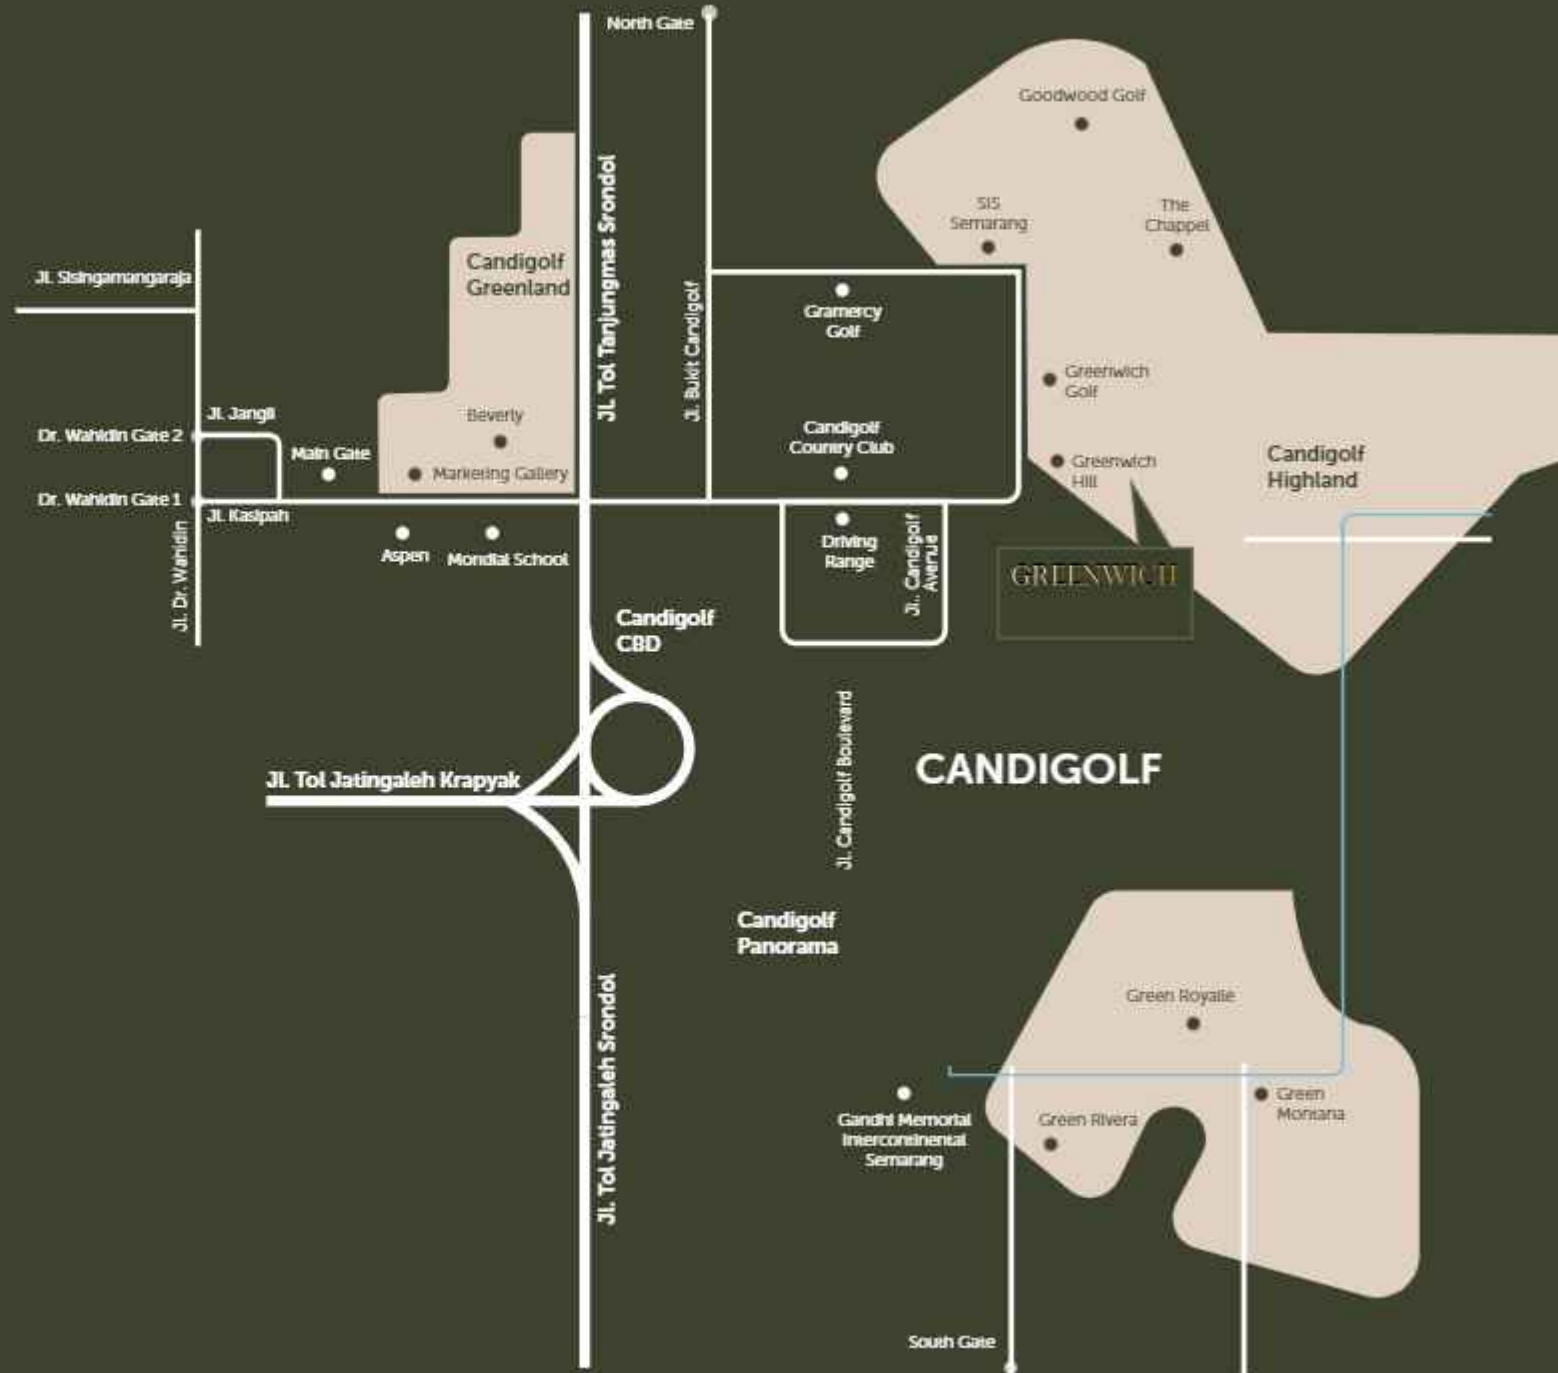 North Gate
Goodwood Golf
SIS
Semarang
The
Chappel
Jl. Sisingamangaraja
Candigolf
Greenland
Jl. Tol Tanjungmas Srondol
Jl. Bukit Candigolf
Gramercy
Golf
Greenwich
Golf
Jl. Jangli
Dr. Wahidin Gate 2
Main Gate
Beverly
Marketing Gallery
Candigolf
Country Club
Greenwich
Hill
Candigolf
Highland
Dr. Wahidin Gate 1
Jl. Kasipah
Jl. Dr. Wahidin
Aspen
Mondial School
Driving
Range
Jl.. Candigolf
Avenue
GREENWICH
Candigolf
CBD
Jl. Tol Jatingaleh Krapyak
Jl. Candigolf Boulevard
CANDIGOLF
Candigolf
Panorama
Jl. Tol Jatingaleh Srondol
Green Royalle
Gandhi Memorial
Intercontinental
Semarang
Green Rivera
Green
Montana
South Gate